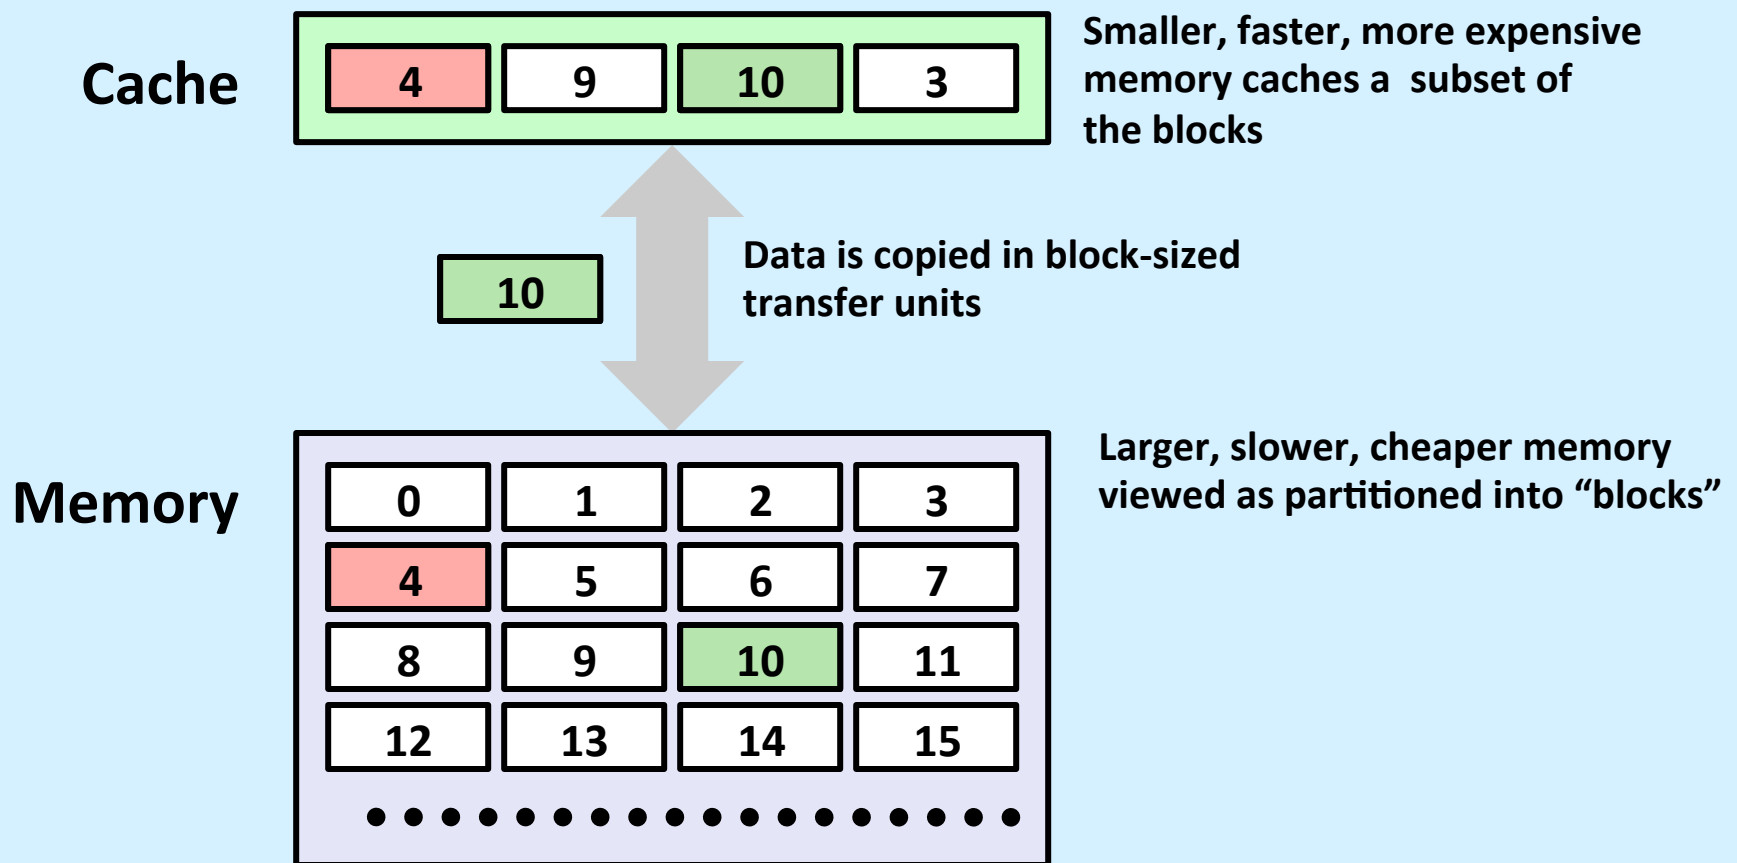 Cache
4 9 10 3
Smaller, faster, more expensive
memory caches a  subset of
the blocks
10
Data is copied in block-sized
transfer units
Memory
Larger, slower, cheaper memory
viewed as partitioned into “blocks”
0 1 2 3
4 5 6 7
8 9 10 11
12 13 14 15